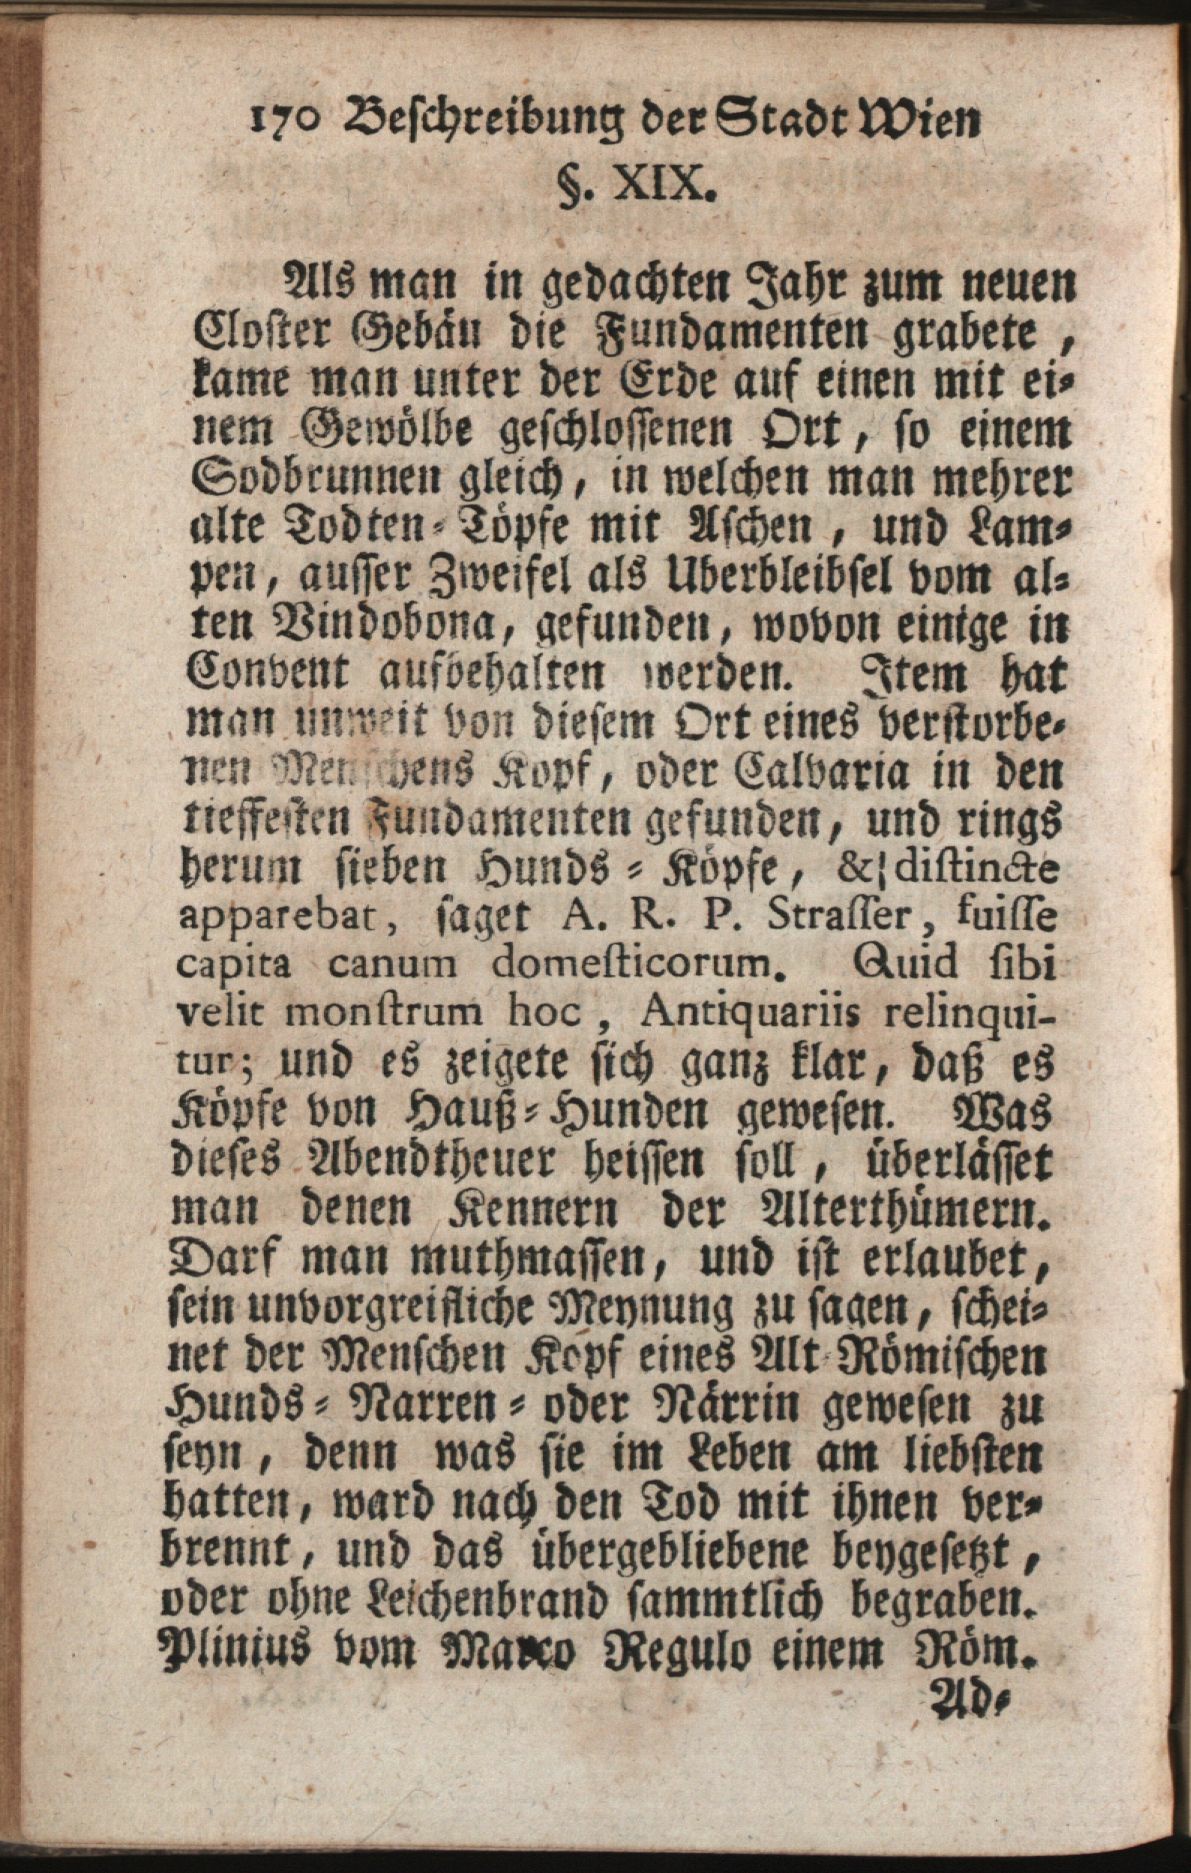 170 Beschreibung der Stadt Wien
§. XIX.
Als man in gedachten Jahr zum neuen
Closter Gebäu die Fundamenten grabete,
kame man unter der Erde auf einen mit ei-
nem Gewölbe geschlossenen Ort, so einem
Sodbrunnen gleich, in welchen man mehrer
alte Todten-Töpfe mit Aschen, und Lam-
pen, ausser Zweifel als Uberbleibsel vom al-
ten Vindobona, gefunden, wovon einige in
Convent aufbehalten werden. Item hat
man unweit von diesem Ort eines verstorbe-
nen Menschens Kopf, oder Calvaria in den
tieffesten Fundamenten gefunden, und rings
herum sieben Hunds-Köpfe, & distincte
apparebat, saget A. R. P. Strasser, fuisse
capita canum domesticorum. Quid sibi
velit monstrum hoc, Antiquariis relinqui-
tur; und es zeigete sich ganz klar, daß es
Köpfe von Hauß-Hunden gewesen. Was
dieses Abendtheuer heissen soll, überlässet
man denen Kennern der Alterthümern.
Darf man muthmassen, und ist erlaubet,
sein unvorgreifliche Meynung zu sagen, schei-
net der Menschen Kopf eines Alt-Römischen
Hunds-Narren-oder Närrin gewesen zu
seyn, denn was sie im Leben am liebsten
hatten, ward nach den Tod mit ihnen ver-
brennt, und das übergebliebene beygesetzt,
oder ohne Leichenbrand sammtlich begraben.
Plinius vom Marco Regulo einem Röm.
Ad-